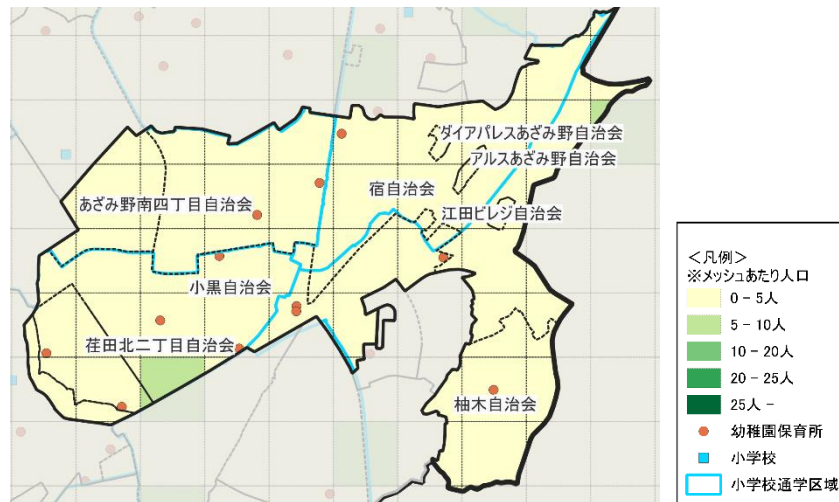 ダイアパレスあざみ野自治会
アルスあざみ野自治会
宿自治会
あざみ野南四丁目自治会
江田ビレジ自治会
小黒自治会
荏田北二丁目自治会
柚木自治会
＜凡例＞
※メッシュあたり人口
0 - 5人
5 - 10人
10 - 20人
20 - 25人
25人 -
幼稚園保育所
小学校
小学校通学区域